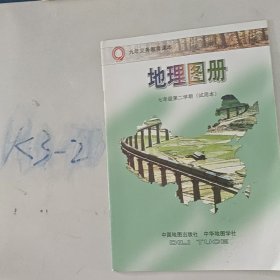 九年义务教育课本
地理图册
七年级第二学期（试用本）
K3-2
中国地图出版社 中华地图学社
DILI TUCE